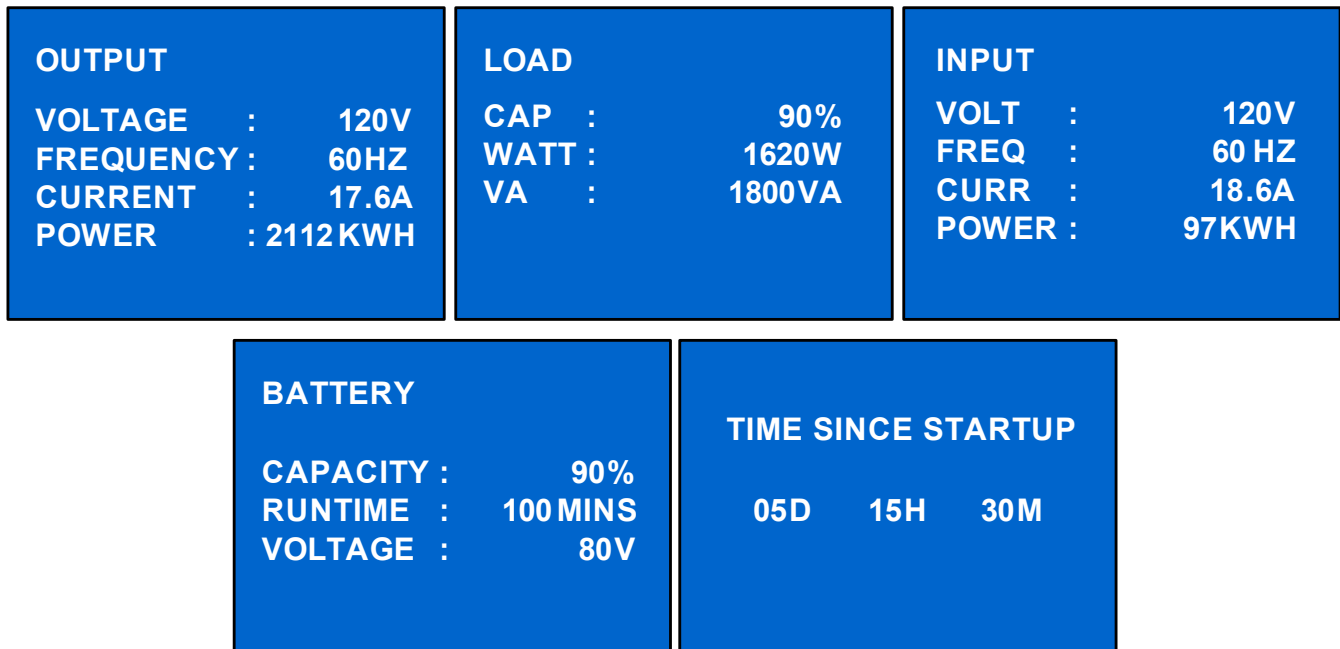 OUTPUT
VOLTAGE : 120V
FREQUENCY : 60HZ
CURRENT : 17.6A
POWER : 2112 KWH
LOAD
CAP : 90%
WATT : 1620W
VA : 1800VA
INPUT
VOLT : 120V
FREQ : 60 HZ
CURR : 18.6A
POWER : 97KWH
BATTERY
CAPACITY : 90%
RUNTIME : 100 MINS
VOLTAGE : 80V
TIME SINCE STARTUP
05D 15H 30M